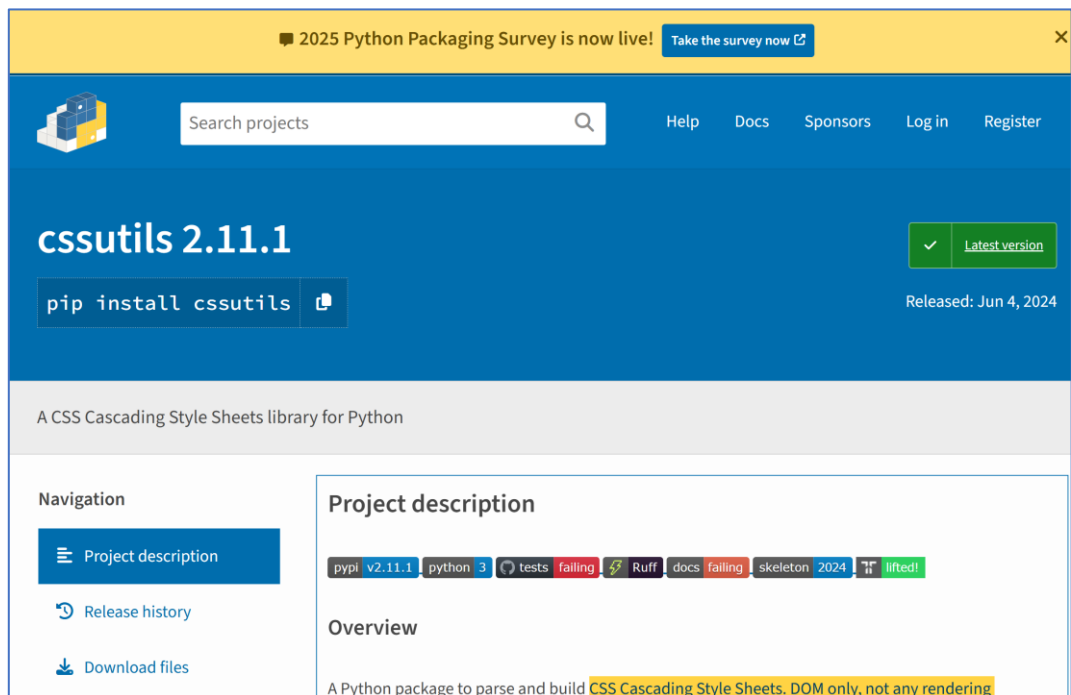 2025 Python Packaging Survey is now live! Take the survey now
Search projects
Help Docs Sponsors Log in Register
cssutils 2.11.1
Latest version
pip install cssutils
Released: Jun 4, 2024
A CSS Cascading Style Sheets library for Python
Navigation
Project description
Release history
Download files
Project description
pypi v2.11.1 python 3 tests failing Ruff docs failing skeleton 2024 lifted!
Overview
A Python package to parse and build CSS Cascading Style Sheets. DOM only, not any rendering